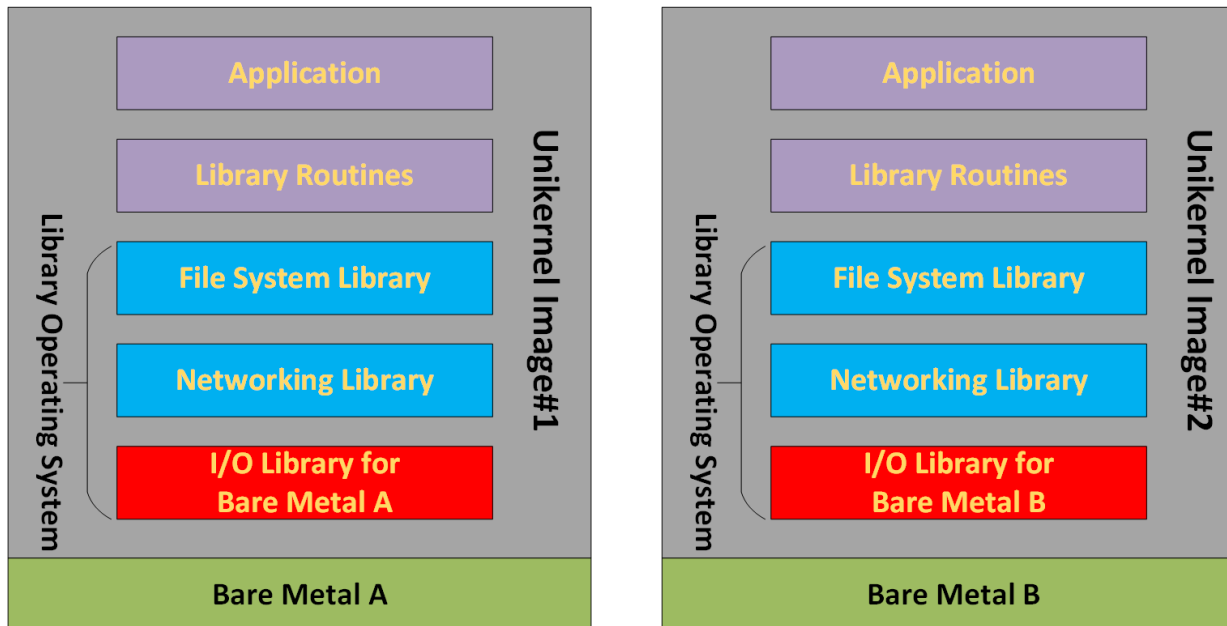 Application
Library Routines
File System Library
Networking Library
I/O Library for
Bare Metal A
Library Operating System
Unikernel Image#1
Bare Metal A
Application
Library Routines
File System Library
Networking Library
I/O Library for
Bare Metal B
Library Operating System
Unikernel Image#2
Bare Metal B